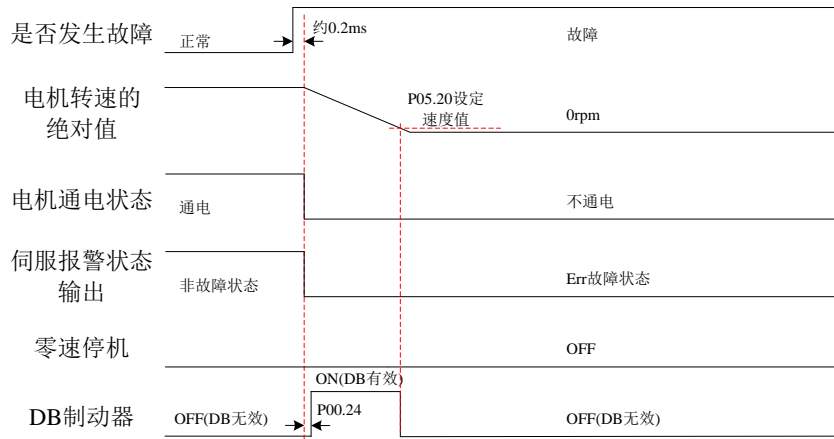 是否发生故障
正常
约0.2ms
故障
电机转速的
绝对值
P05.20设定
速度值
0rpm
电机通电状态
通电
不通电
伺服报警状态
输出
非故障状态
Err故障状态
零速停机
OFF
ON(DB有效)
DB制动器
OFF(DB无效)
P00.24
OFF(DB无效)